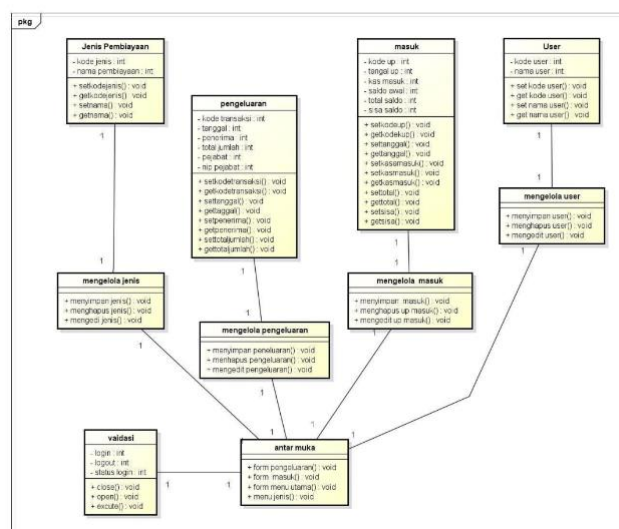 pkg
Jenis Pembiayaan
- kode jenis : int
- nama pembiayaan : int
+ setkodejenis() : void
+ getkodejenis() : void
+ setnama() : void
+ getnama() : void
1
1
mengelola jenis
+ menyimpan jenis() : void
+ menghapus jenis() : void
+ mengedi jenis() : void
1
pengeluaran
- kode transaksi : int
- tanggal : int
- penerima : int
- total jumlah : int
- pejabat : int
- nip pejabat : int
+ setkodetransaksi() : void
+ getkodetransaksi() : void
+ settanggal() : void
+ gettaggal() : void
+ setpenerima() : void
+ getpenerima() : void
+ settotaljumlah() : void
+ gettotaljumlah() : void
1
1
mengelola pengeluaran
+ menyimpan peneluaran() : void
+ menhapus pengeluaran() : void
+ mengedit pengeluaran() : void
1
masuk
- kode up : int
- tangal up : int
- kas masuk : int
- saldo awal : int
- total saldo : int
- sisa saldo : int
+ setkodeup() : void
+ getkodekup() : void
+ settanggal() : void
+ gettanggal() : void
+ setkasamasuk() : void
+ setkasmasuk() : void
+ getkasmasuk() : void
+ settotal() : void
+ gettotal() : void
+ setsisa() : void
+ getsisa() : void
1
1
mengelola masuk
+ menyimpan masuk() : void
+ menghapus up masuk() : void
+ mengedit up masuk() : void
1
User
- kode user : int
- nama user : int
+ set kode user() : void
+ get kode user() : void
+ set nama user() : void
+ get nama user() : void
1
1
mengelola user
+ menyimpan user() : void
+ menghapus user() : void
+ mengedit user() : void
1
vaidasi
- login : int
- logout : int
- status login : int
+ close() : void
+ open() : void
+ excute() : void
1
1
1
1
1
1
antar muka
+ form pengeluaran() : void
+ form masuk() : void
+ form menu utama() : void
+ menu jenis() : void